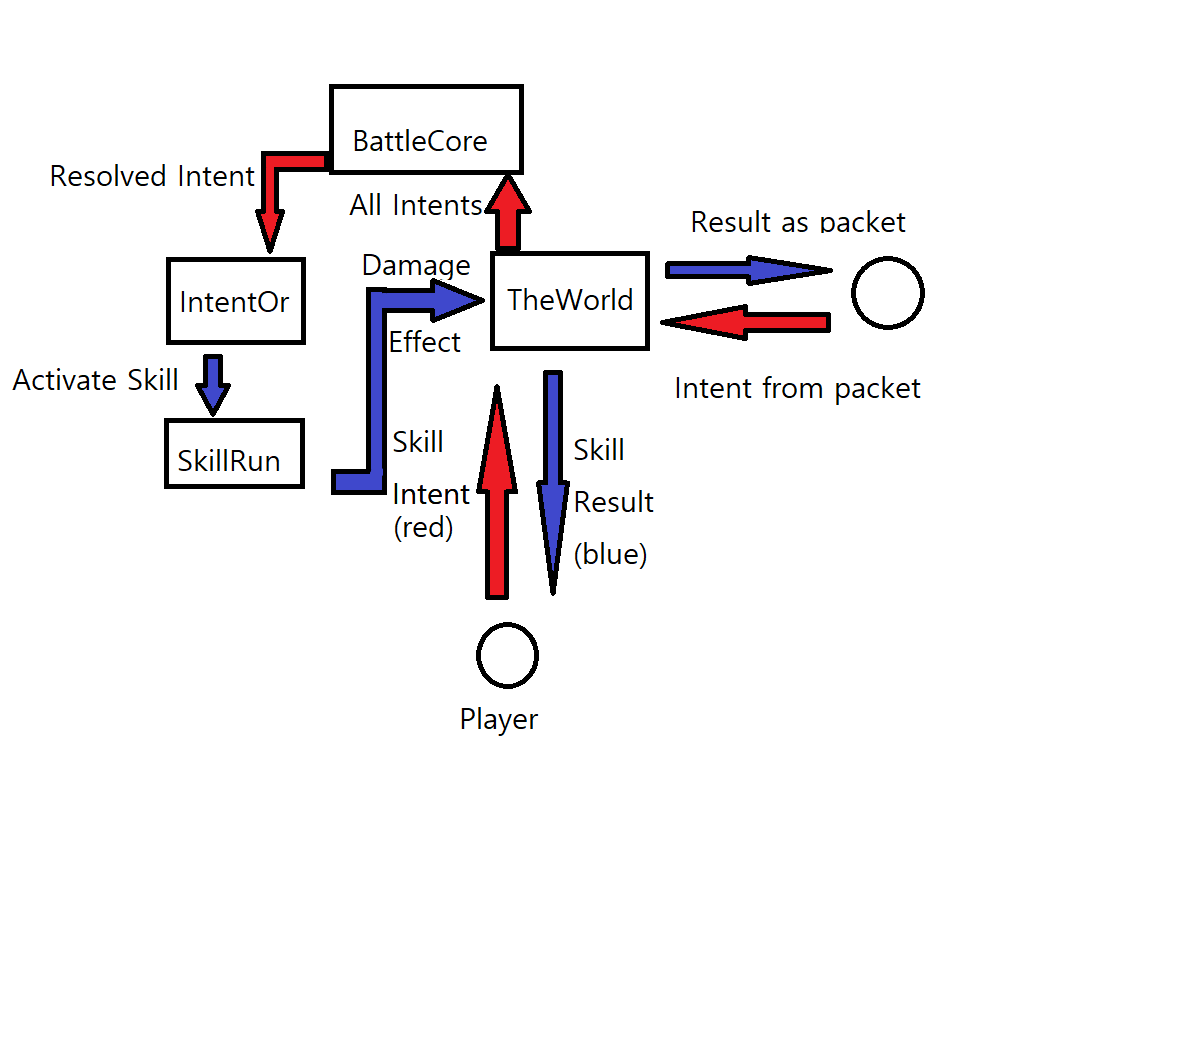 BattleCore
Resolved Intent
All Intents
Result as packet
Damage
IntentOr
TheWorld
Effect
Activate Skill
Intent from packet
Skill
Intent
(red)
SkillRun
Skill
Result
(blue)
Player